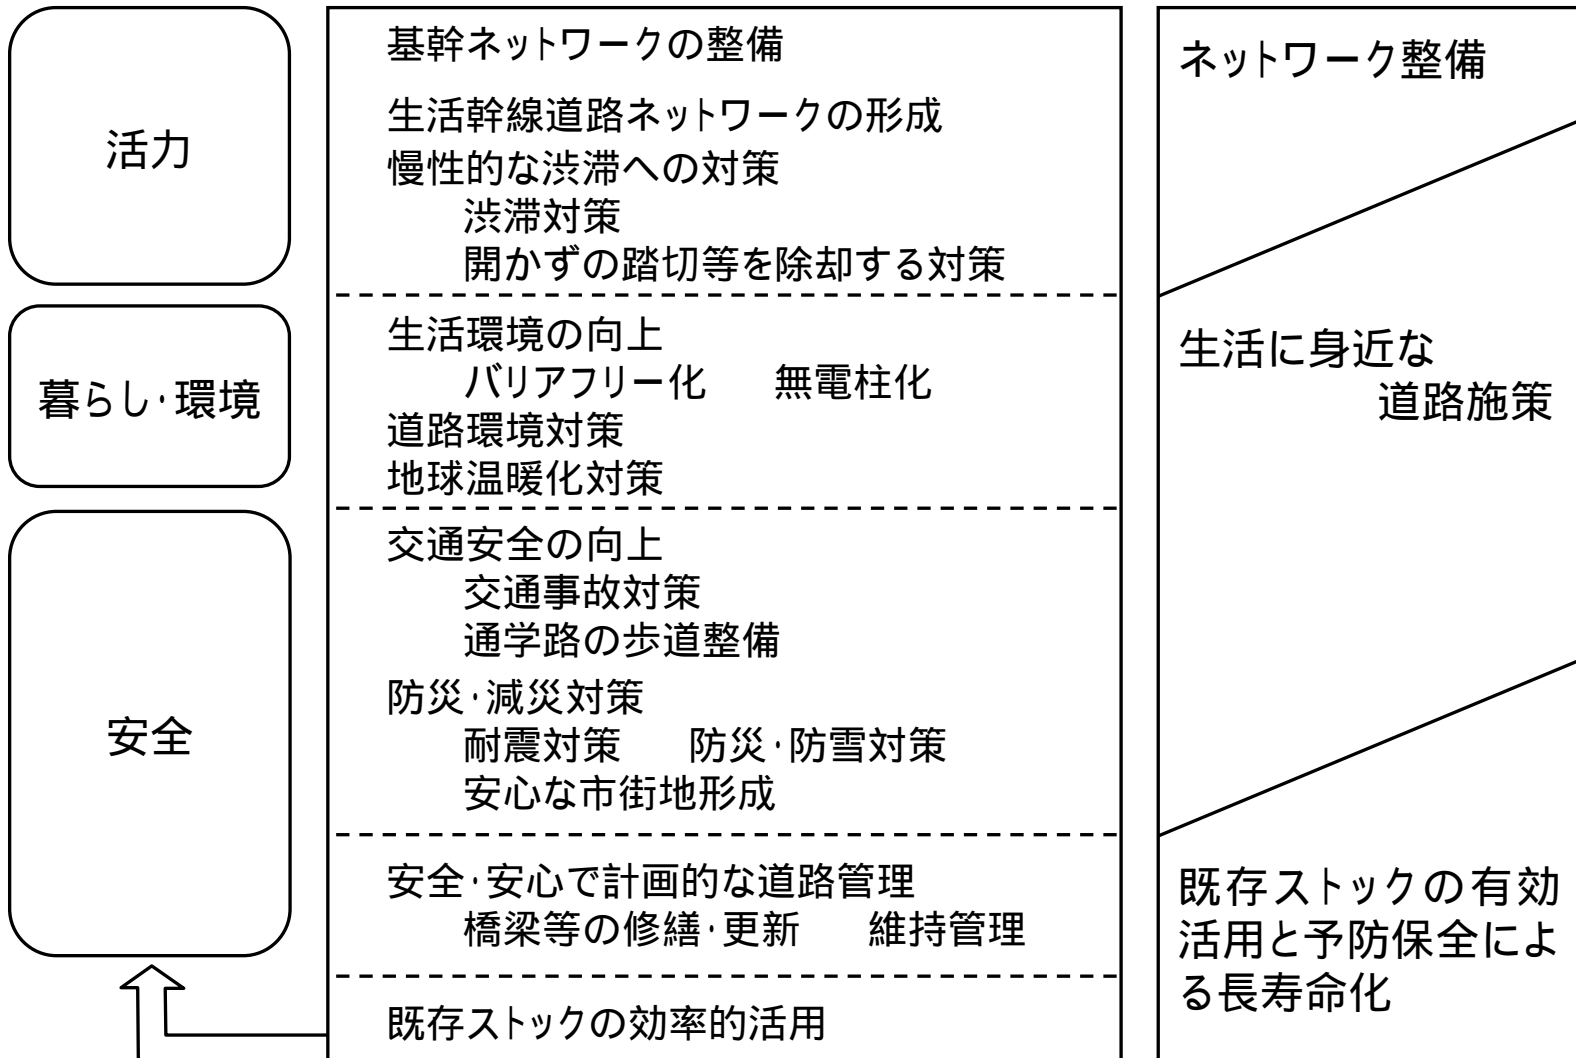 活力
暮らし・環境
安全
基幹ネットワークの整備
生活幹線道路ネットワークの形成
慢性的な渋滞への対策
渋滞対策
開かずの踏切等を除却する対策
生活環境の向上
バリアフリー化　無電柱化
道路環境対策
地球温暖化対策
交通安全の向上
交通事故対策
通学路の歩道整備
防災・減災対策
耐震対策　防災・防雪対策
安心な市街地形成
安全・安心で計画的な道路管理
橋梁等の修繕・更新　維持管理
既存ストックの効率的活用
ネットワーク整備
生活に身近な
道路施策
既存ストックの有効
活用と予防保全によ
る長寿命化